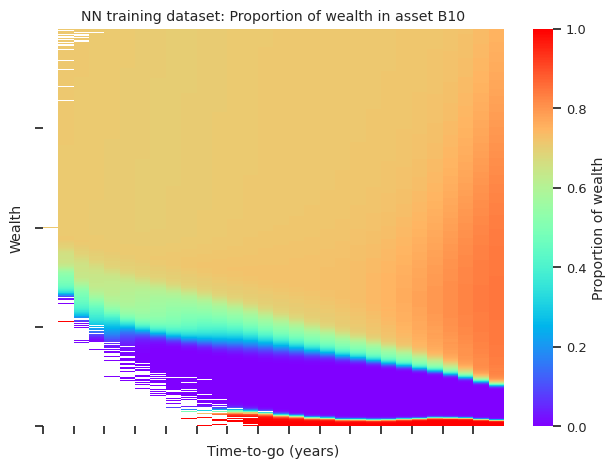 NN training dataset: Proportion of wealth in asset B10
Wealth
Time-to-go (years)
1.0
0.8
0.6
0.4
0.2
0.0
Proportion of wealth